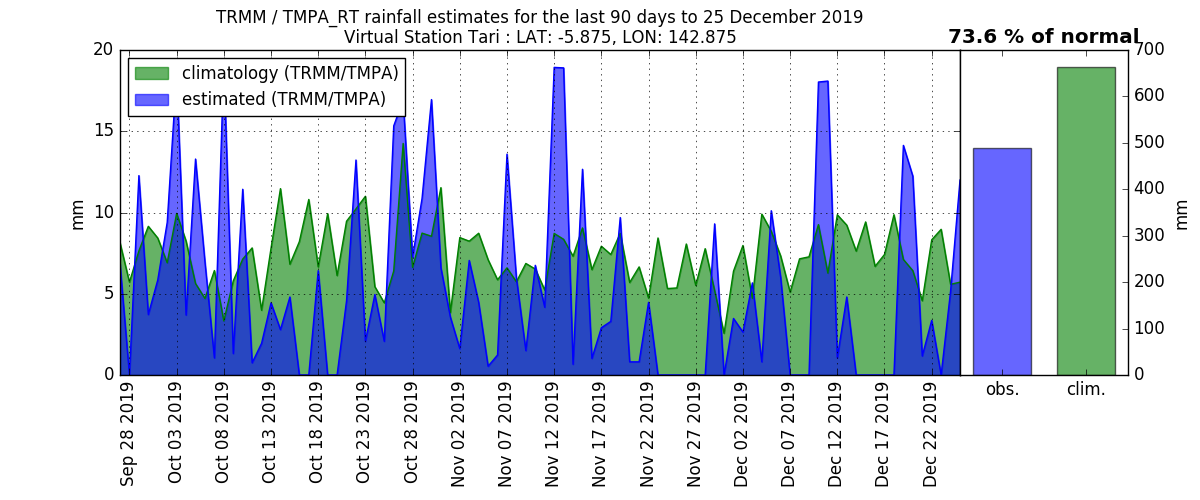 TRMM / TMPA_RT rainfall estimates for the last 90 days to 25 December 2019
Virtual Station Tari : LAT: -5.875, LON: 142.875
73.6 % of normal
climatology (TRMM/TMPA)
estimated (TRMM/TMPA)
20
15
10
5
0
mm
Sep 28 2019
Oct 03 2019
Oct 08 2019
Oct 13 2019
Oct 18 2019
Oct 23 2019
Oct 28 2019
Nov 02 2019
Nov 07 2019
Nov 12 2019
Nov 17 2019
Nov 22 2019
Nov 27 2019
Dec 02 2019
Dec 07 2019
Dec 12 2019
Dec 17 2019
Dec 22 2019
obs.
clim.
700
600
500
400
300
200
100
0
mm